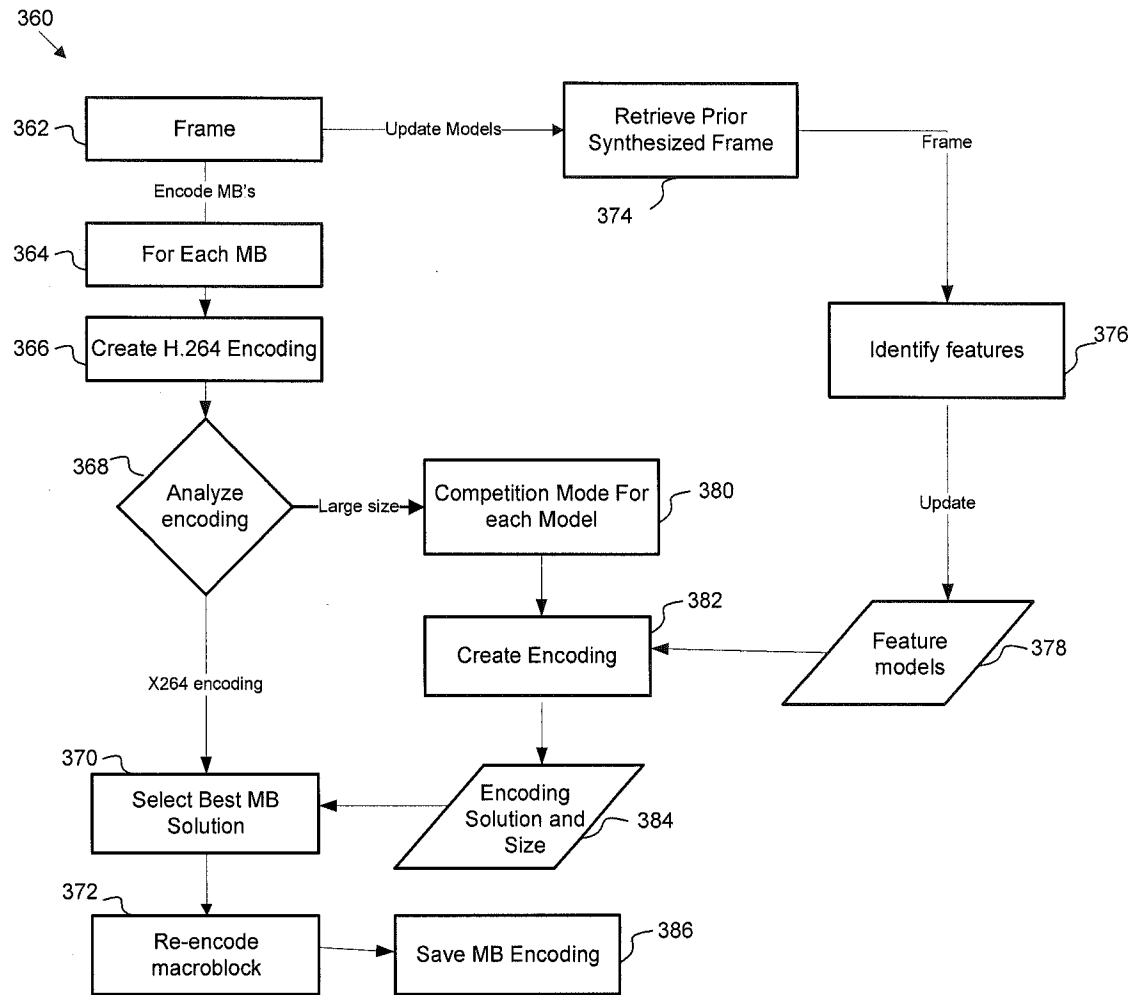 360
362
Frame
Update Models
Retrieve Prior
Synthesized Frame
374
Frame
Encode MB's
364
For Each MB
366
Create H.264 Encoding
Identify features
376
368
Analyze
encoding
Large size
Competition Mode For
each Model
380
Update
382
Create Encoding
Feature
models
378
X264 encoding
370
Select Best MB
Solution
Encoding
Solution and
Size
384
372
Re-encode
macroblock
Save MB Encoding
386